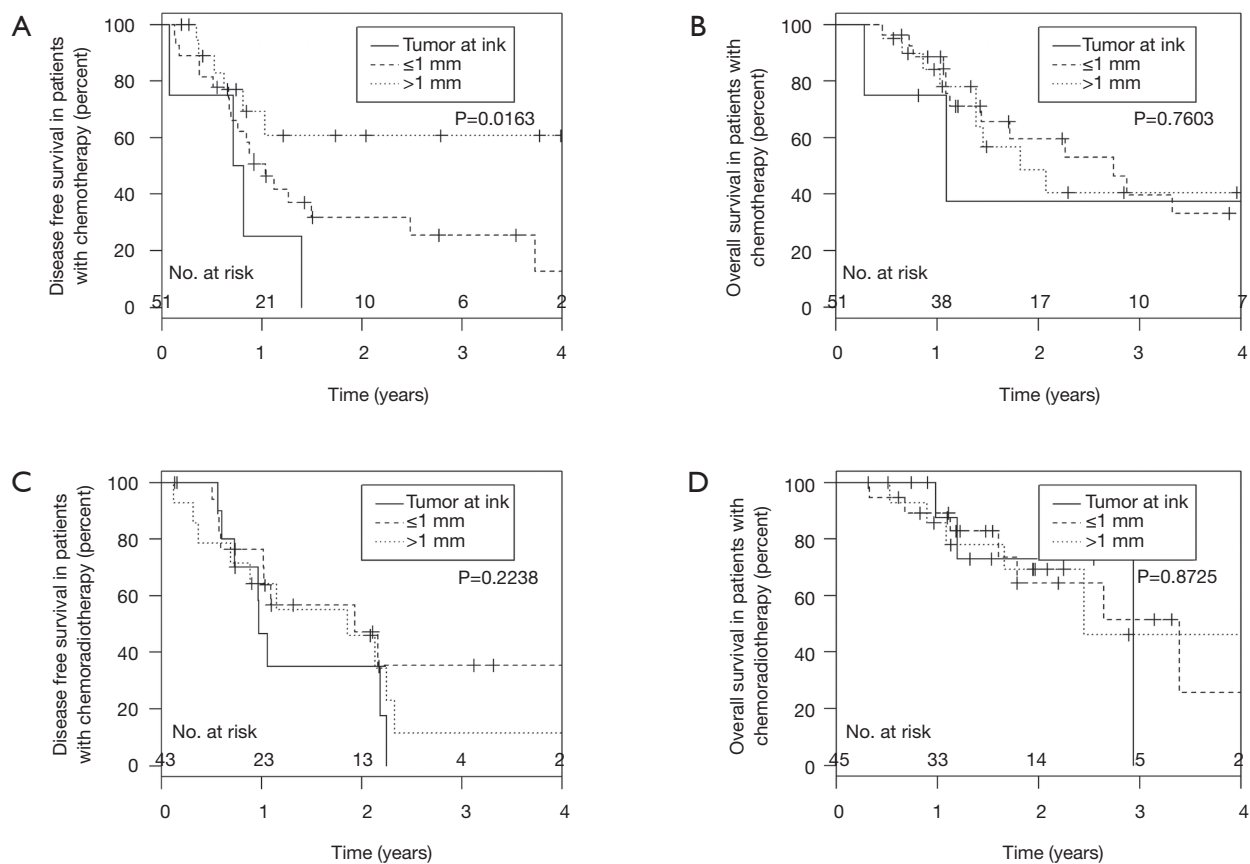 A
Disease free survival in patients
with chemotherapy (percent)
100
80
60
40
20
0
Tumor at ink
≤1 mm
>1 mm
P=0.0163
No. at risk
51 21 10 6 2
0 1 2 3 4
Time (years)
B
Overall survival in patients with
chemotherapy (percent)
100
80
60
40
20
0
Tumor at ink
≤1 mm
>1 mm
P=0.7603
No. at risk
51 38 17 10 7
0 1 2 3 4
Time (years)
C
Disease free survival in patients
with chemoradiotherapy (percent)
100
80
60
40
20
0
Tumor at ink
≤1 mm
>1 mm
P=0.2238
No. at risk
43 23 13 4 2
0 1 2 3 4
Time (years)
D
Overall survival in patients with
chemoradiotherapy (percent)
100
80
60
40
20
0
Tumor at ink
≤1 mm
>1 mm
P=0.8725
No. at risk
45 33 14 5 2
0 1 2 3 4
Time (years)